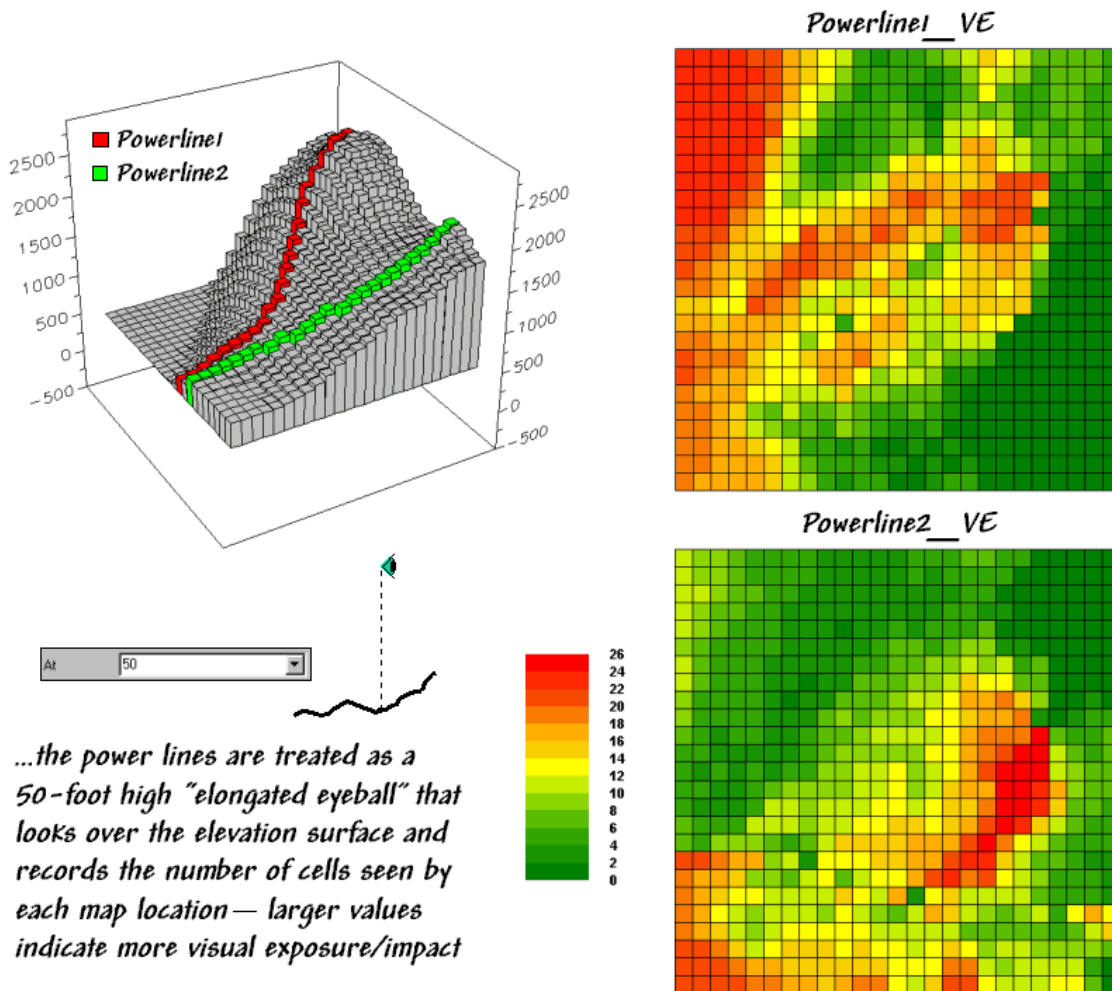 Powerline1__VE
Powerline1
Powerline2
2500
2000
1500
1000
500
0
-500
2500
2000
1500
1000
500
0
-500
Powerline2__VE
At 50
26
24
22
20
18
16
14
12
10
8
6
4
2
0
...the power lines are treated as a
50-foot high "elongated eyeball" that
looks over the elevation surface and
records the number of cells seen by
each map location — larger values
indicate more visual exposure/impact